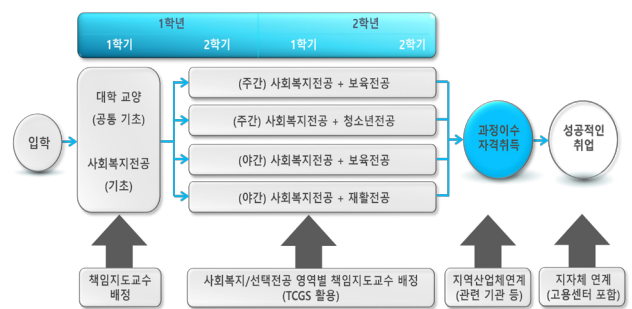 1학년
2학년
1학기
2학기
1학기
2학기
입학
대학 교양
(공통 기초)
사회복지전공
(기초)
(주간) 사회복지전공 + 보육전공
(주간) 사회복지전공 + 청소년전공
(야간) 사회복지전공 + 보육전공
(야간) 사회복지전공 + 재활전공
과정이수
자격취득
성공적인
취업
책임지도교수
배정
사회복지/선택전공 영역별 책임지도교수 배정
(TCGS 활용)
지역산업체연계
(관련 기관 등)
지자체 연계
(고용센터 포함)